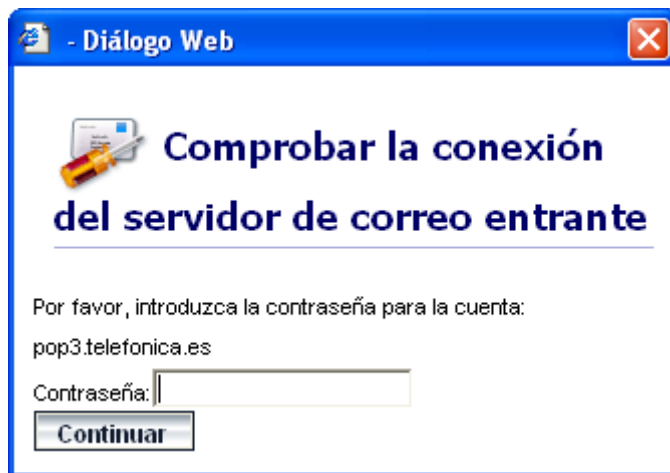 - Diálogo Web
Comprobar la conexión
del servidor de correo entrante
Por favor, introduzca la contraseña para la cuenta:
pop3.telefonica.es
Contraseña:
Continuar